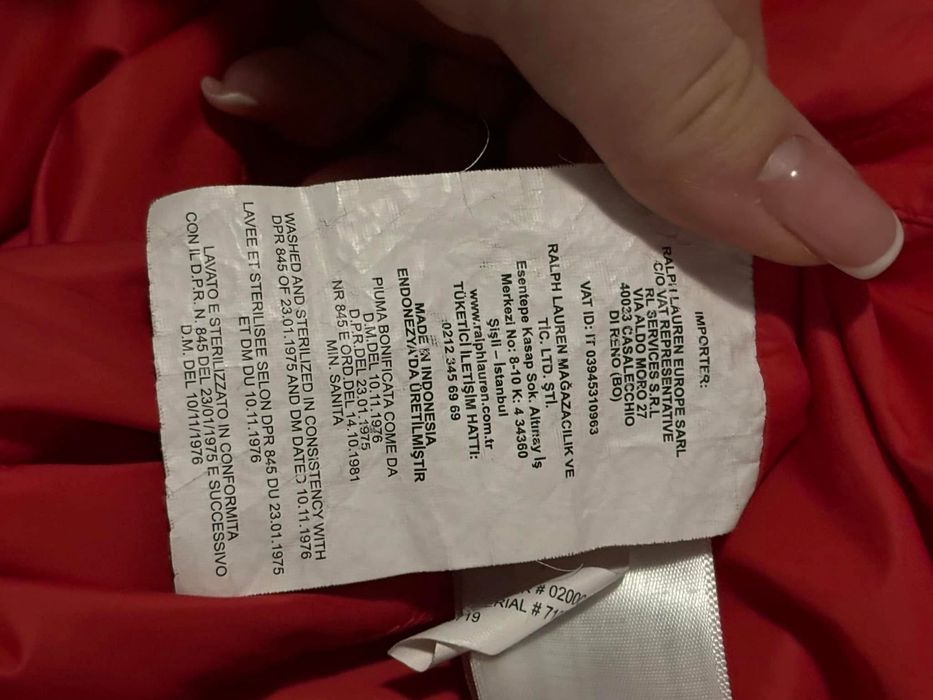 IMPORTER:
RALPH LAUREN EUROPE SARL
C/O VAT REPRESENTATIVE
RL SERVICES S.R.L
VIA ALDO MORO 27
40033 CASALECCHIO
DI RENO (BO)
VAT ID: IT 03945310963
RALPH LAUREN MAĞAZACILIK VE
TİC. LTD. ŞTİ.
Esentepe Kasap Sok. Altınay İş
Merkezi No: 8-10 K: 4 34360
Şişli – İstanbul
www.ralphlauren.com.tr
TÜKETİCİ İLETİŞİM HATTI:
0212 345 69 69
MADE IN INDONESIA
ENDONEZYA'DA ÜRETİLMİŞTİR
PIUMA BONIFICATA COME DA
D.M.DEL 10.11.1976
D.P.R.DEL 23.01.1975
NR 845 E ORD.DEL 14.10.1981
MIN. SANITA
WASHED AND STERILIZED IN CONSISTENCY WITH
DPR 845 OF 23.01.1975 AND DM DATED 10.11.1976
LAVEE ET STERILISEE SELON DPR 845 DU 23.01.1975
ET DM DU 10.11.1976
LAVATO E STERILIZZATO IN CONFORMITA
CON IL D.P.R. N 845 DEL 23/01/1975 E SUCCESSIVO
D.M. DEL 10/11/1976
# 0200
RIAL # 71
/19